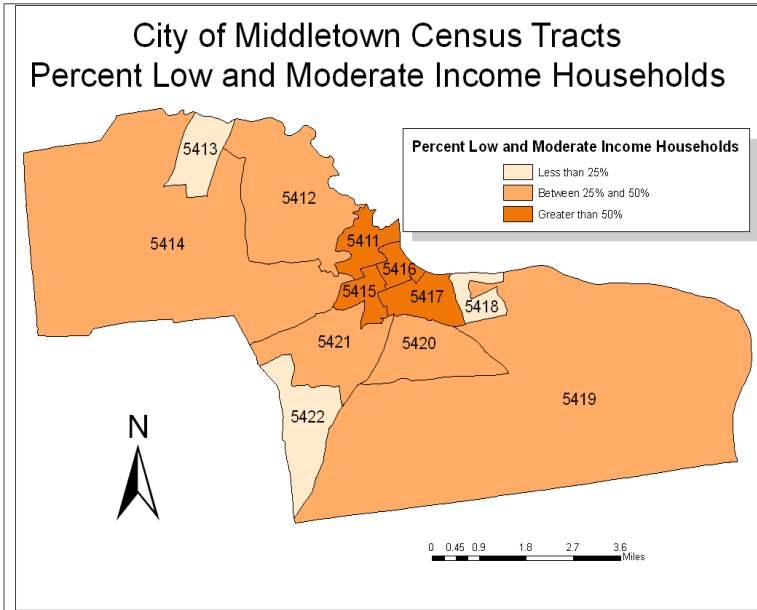 City of Middletown Census Tracts
Percent Low and Moderate Income Households
Percent Low and Moderate Income Households
Less than 25%
Between 25% and 50%
Greater than 50%
5413
5412
5414
5411
5416
5415
5417
5418
5421
5420
5419
5422
N
0 0.45 0.9 1.8 2.7 3.6
Miles